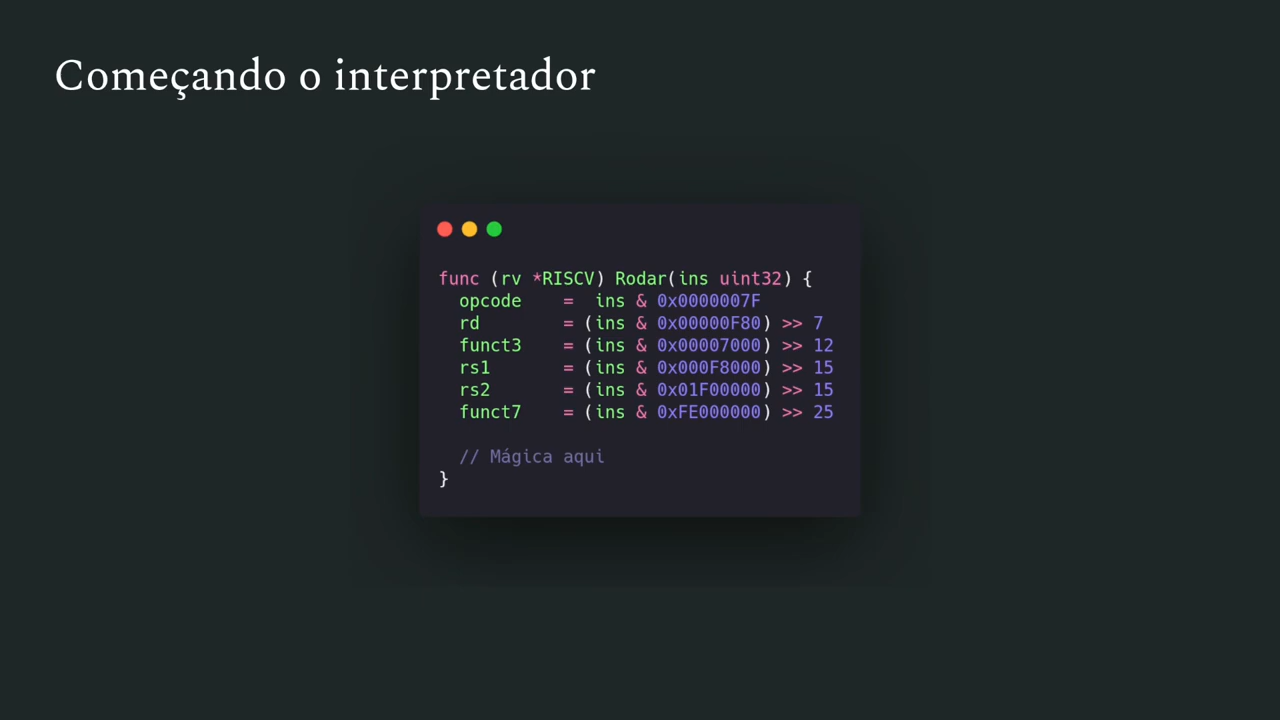 Começando o interpretador
func (rv *RISCV) Rodar(ins uint32) {
  opcode    =  ins & 0x0000007F
  rd        = (ins & 0x00000F80) >> 7
  funct3    = (ins & 0x00007000) >> 12
  rs1       = (ins & 0x000F8000) >> 15
  rs2       = (ins & 0x01F00000) >> 15
  funct7    = (ins & 0xFE000000) >> 25
  // Mágica aqui
}